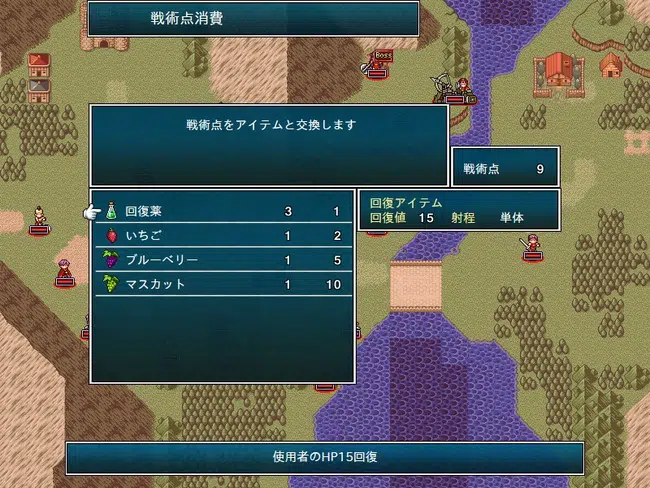 戦術点消費
Boss
戦術点をアイテムと交換します
戦術点 9
回復薬 3 1
いちご 1 2
ブルーベリー 1 5
マスカット 1 10
回復アイテム
回復値 15 射程 単体
使用者のHP15回復